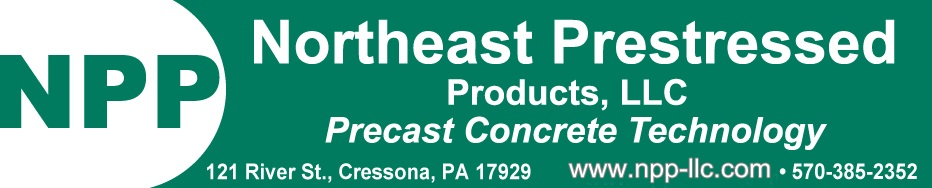 NPP
Northeast Prestressed
Products, LLC
Precast Concrete Technology
121 River St., Cressona, PA 17929 www.npp-llc.com • 570-385-2352